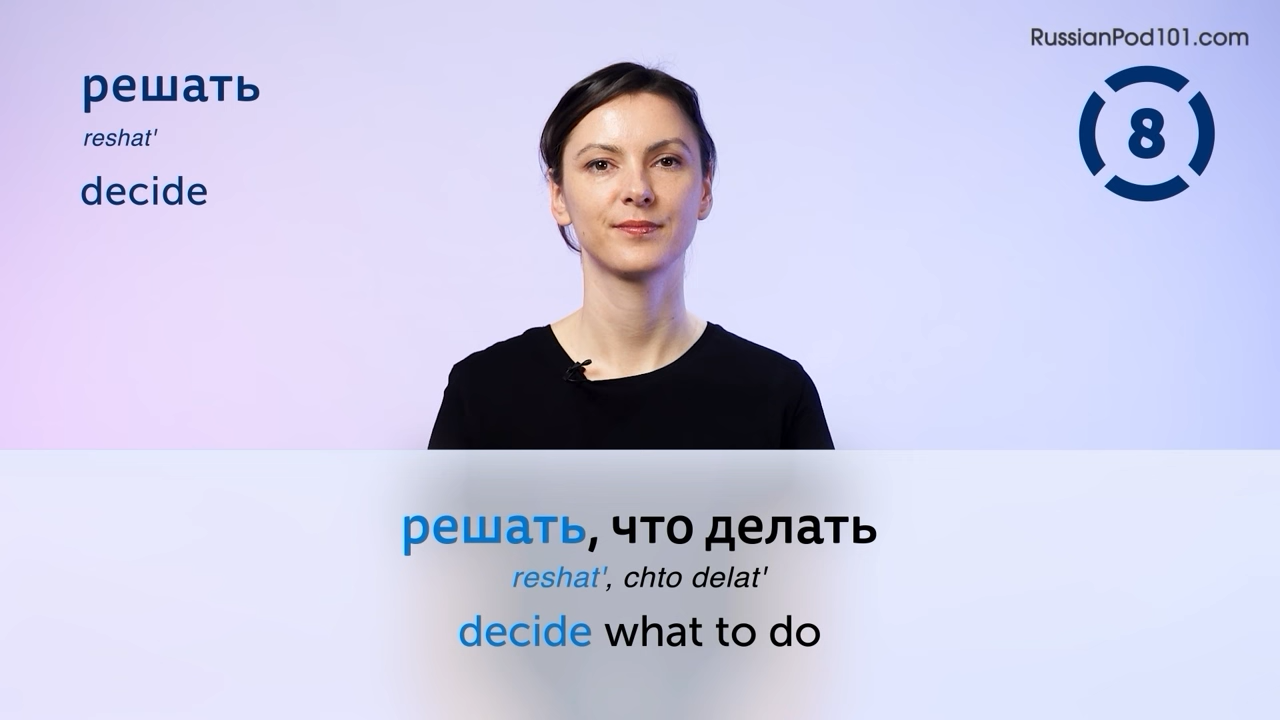 RussianPod101.com
решать
reshat'
decide
8
решать, что делать
reshat', chto delat'
decide what to do